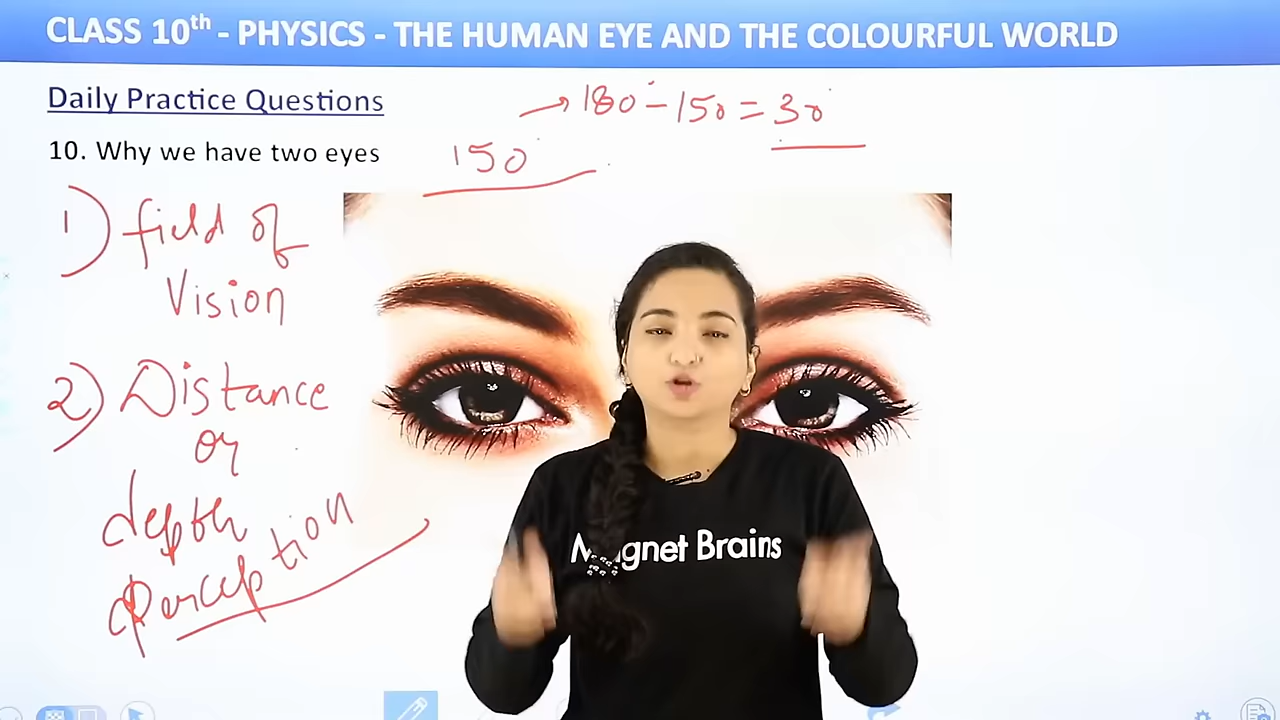 CLASS 10th - PHYSICS - THE HUMAN EYE AND THE COLOURFUL WORLD
Daily Practice Questions
→ 180° - 150 = 30°
10. Why we have two eyes
150°
1) field of
Vision
2) Distance
or
depth
perception
Magnet Brains